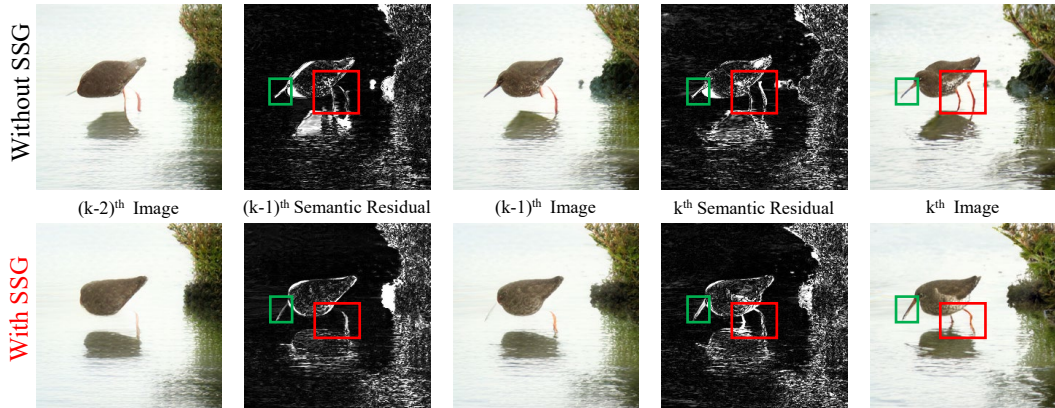 Without SSG
(k-2)th Image
(k-1)th Semantic Residual
(k-1)th Image
kth Semantic Residual
kth Image
With SSG